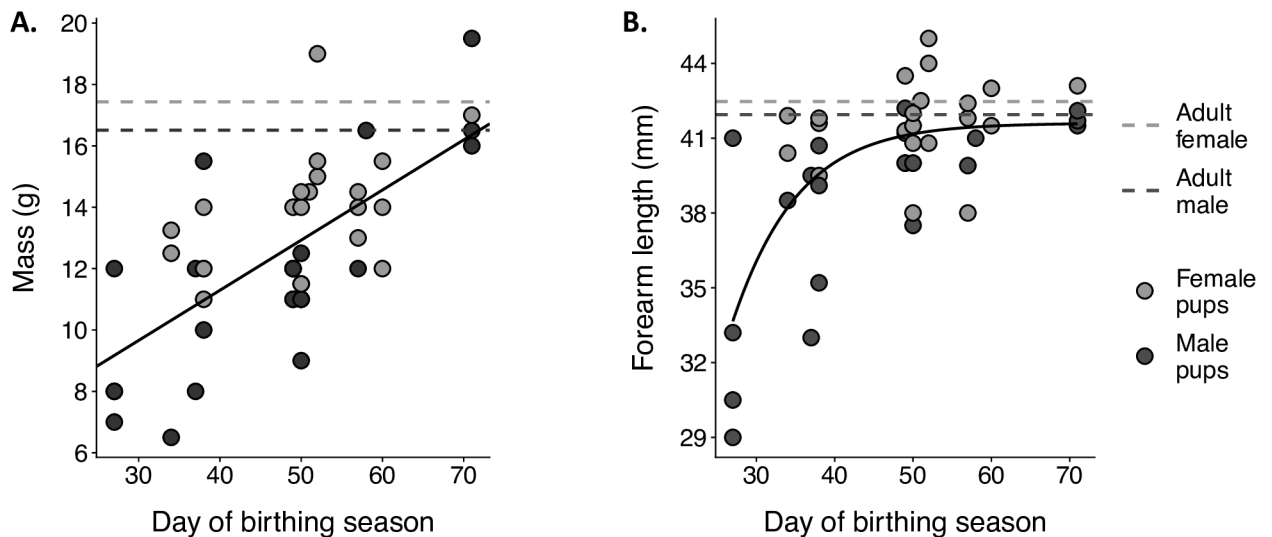 A.
20
18
16
14
12
10
8
6
Mass (g)
30 40 50 60 70
Day of birthing season
B.
44
41
38
35
32
29
Forearm length (mm)
30 40 50 60 70
Day of birthing season
Adult
female
Adult
male
Female
pups
Male
pups